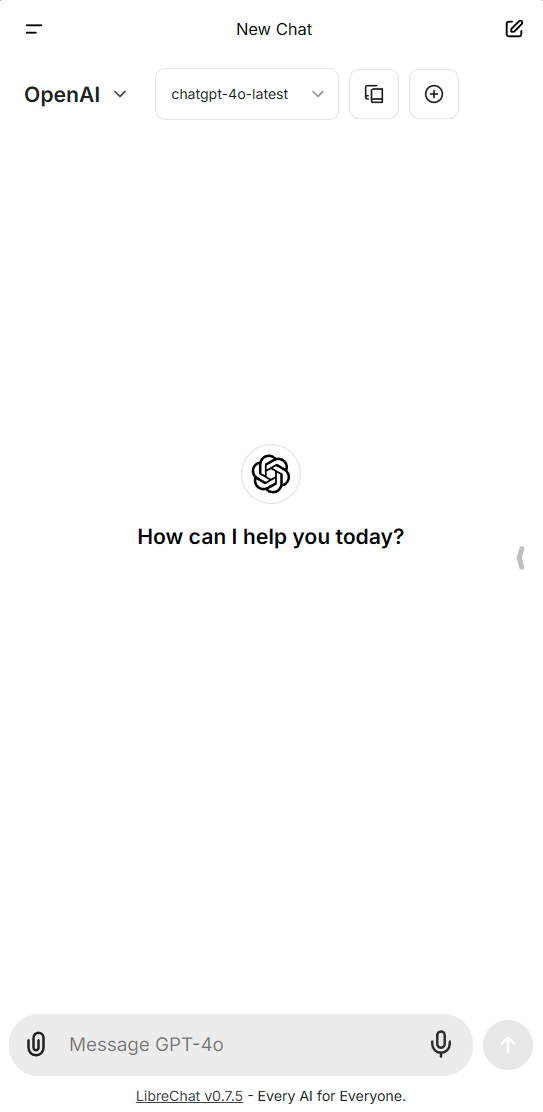 New Chat
OpenAI
chatgpt-4o-latest
How can I help you today?
Message GPT-4o
LibreChat v0.7.5 - Every AI for Everyone.